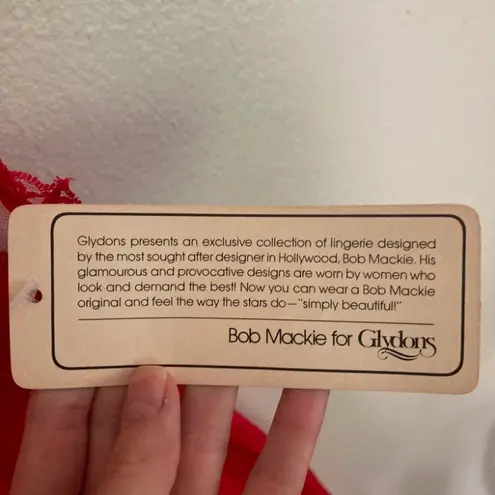 Glydons presents an exclusive collection of lingerie designed
by the most sought after designer in Hollywood, Bob Mackie. His
glamourous and provocative designs are worn by women who
look and demand the best! Now you can wear a Bob Mackie
original and feel the way the stars do—"simply beautiful!"
Bob Mackie for Glydons